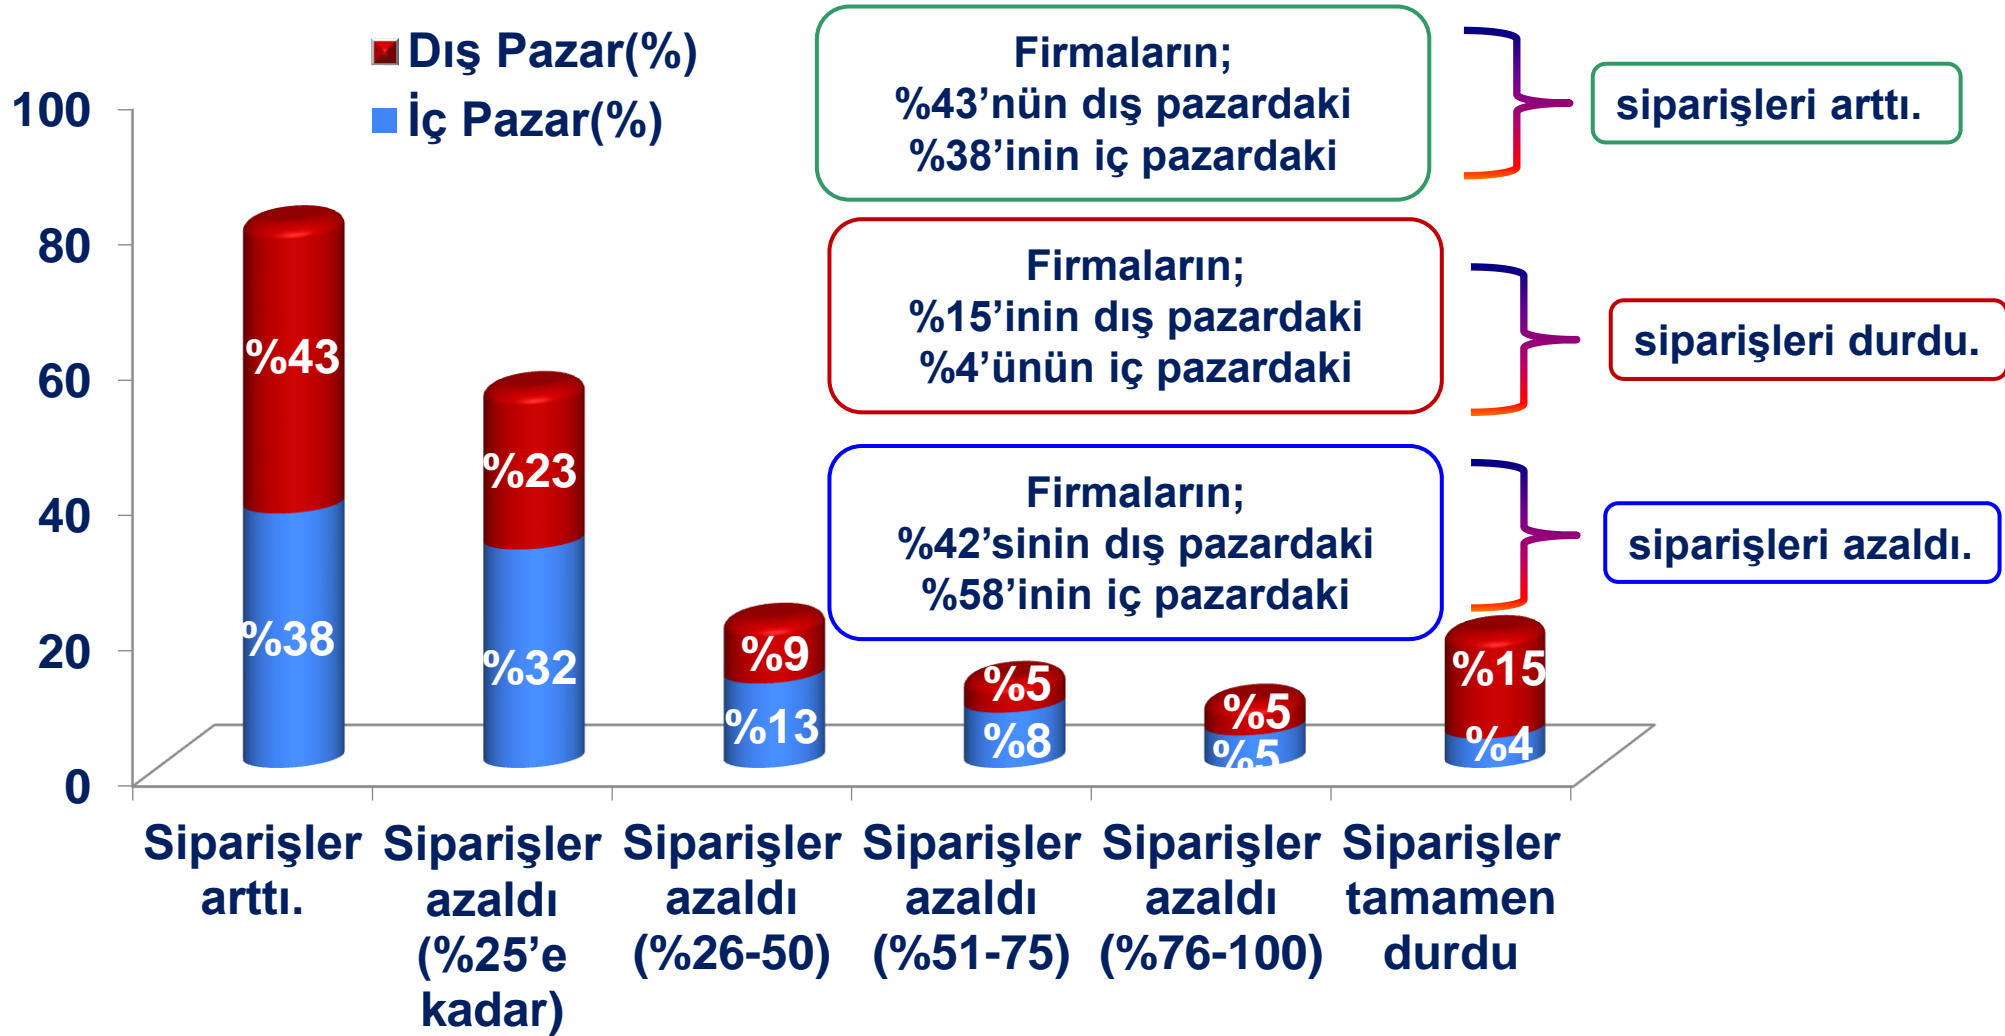 Dış Pazar(%)
İç Pazar(%)
Firmaların;
%43’nün dış pazardaki
%38’inin iç pazardaki
siparişleri arttı.
Firmaların;
%15’inin dış pazardaki
%4’ünün iç pazardaki
siparişleri durdu.
Firmaların;
%42’sinin dış pazardaki
%58’inin iç pazardaki
siparişleri azaldı.
100
80
60
40
20
0
%43
%38
%23
%32
%9
%13
%5
%8
%5
%5
%15
%4
Siparişler
arttı.
Siparişler
azaldı
(%25’e
kadar)
Siparişler
azaldı
(%26-50)
Siparişler
azaldı
(%51-75)
Siparişler
azaldı
(%76-100)
Siparişler
tamamen
durdu